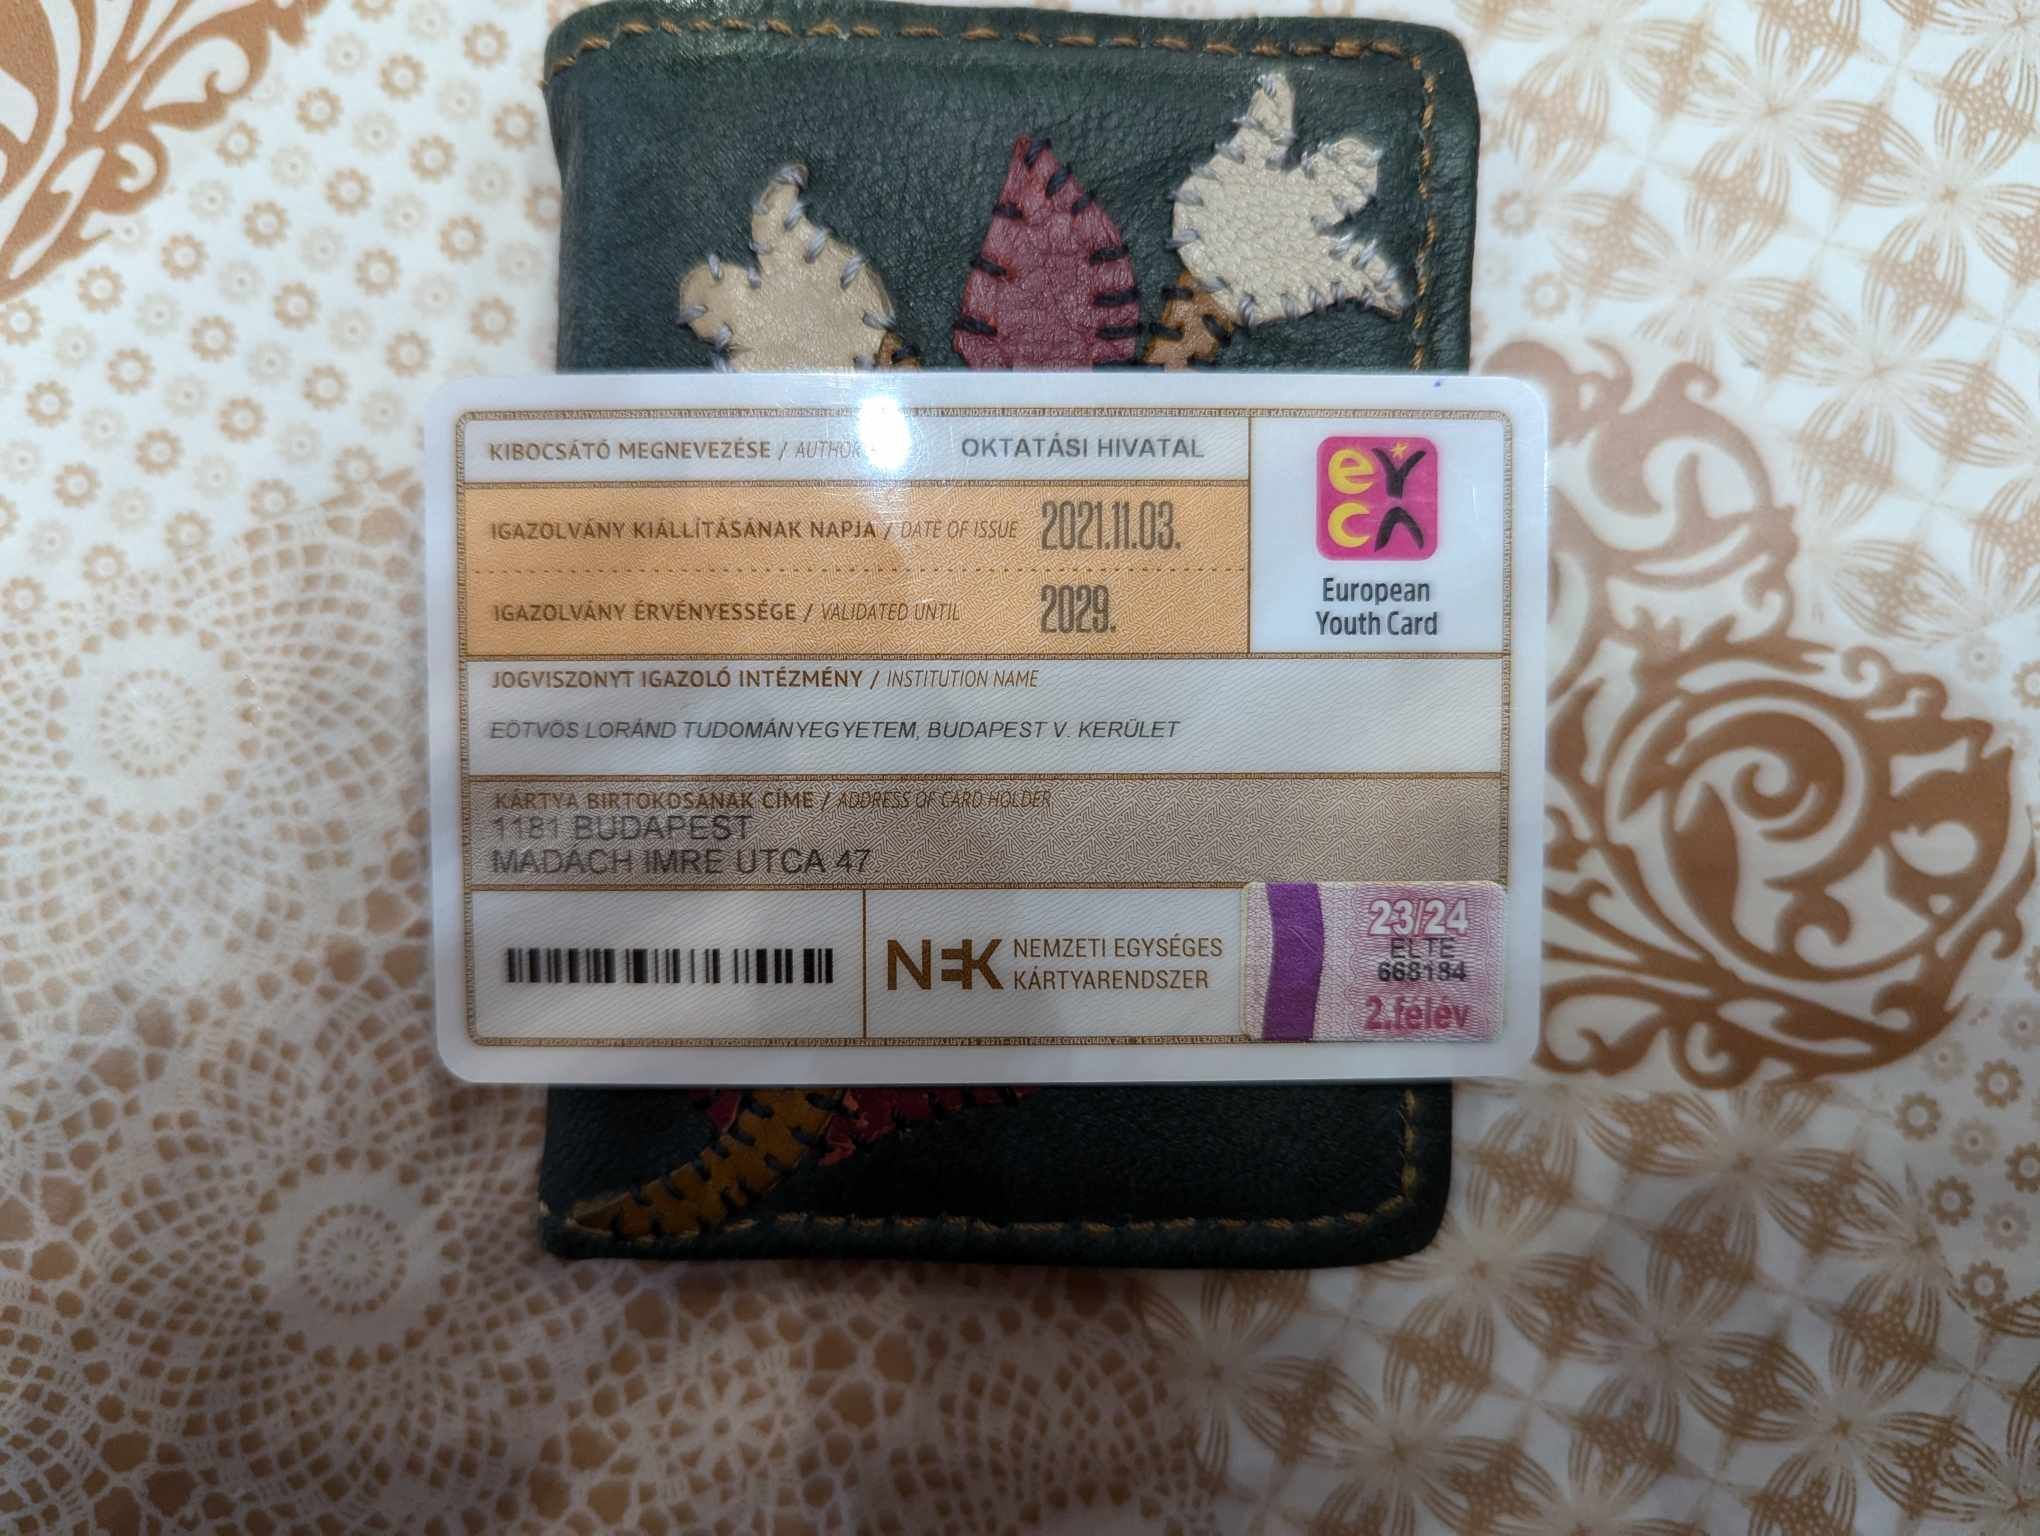 KIBOCSÁTÓ MEGNEVEZÉSE / OKTATÁSI HIVATAL
IGAZOLVÁNY KIÁLLÍTÁSÁNAK NAPJA / DATE OF ISSUE 2021.11.03.
IGAZOLVÁNY ÉRVÉNYESSÉGE / VALIDATED UNTIL 2029.
eyca
European
Youth Card
JOGVISZONYT IGAZOLÓ INTÉZMÉNY / INSTITUTION NAME
EÖTVÖS LORÁND TUDOMÁNYEGYETEM, BUDAPEST V. KERÜLET
KÁRTYA BIRTOKOSÁNAK CÍME / ADDRESS OF CARD HOLDER
1181 BUDAPEST
MADÁCH IMRE UTCA 47
NEK NEMZETI EGYSÉGES
KÁRTYARENDSZER
23/24
ELTE
668184
2.félév